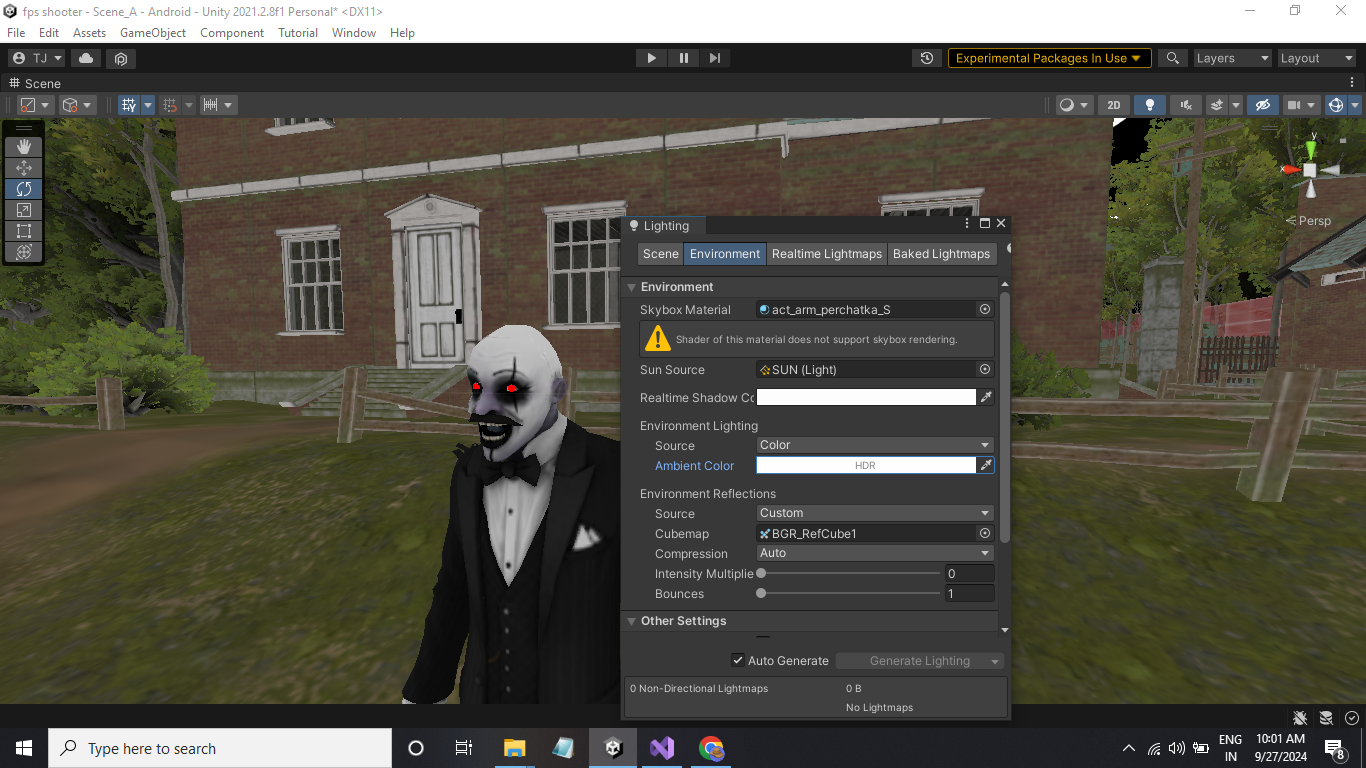 fps shooter - Scene_A - Android - Unity 2021.2.8f1 Personal* <DX11>
File Edit Assets GameObject Component Tutorial Window Help
TJ Experimental Packages In Use Layers Layout
Scene
2D
y
x
Persp
Lighting
Scene Environment Realtime Lightmaps Baked Lightmaps
Environment
Skybox Material act_arm_perchatka_S
Shader of this material does not support skybox rendering.
Sun Source SUN (Light)
Realtime Shadow Co
Environment Lighting
Source Color
Ambient Color HDR
Environment Reflections
Source Custom
Cubemap BGR_RefCube1
Compression Auto
Intensity Multiplie 0
Bounces 1
Other Settings
Auto Generate Generate Lighting
0 Non-Directional Lightmaps 0 B
No Lightmaps
Type here to search
ENG
IN
10:01 AM
9/27/2024
8